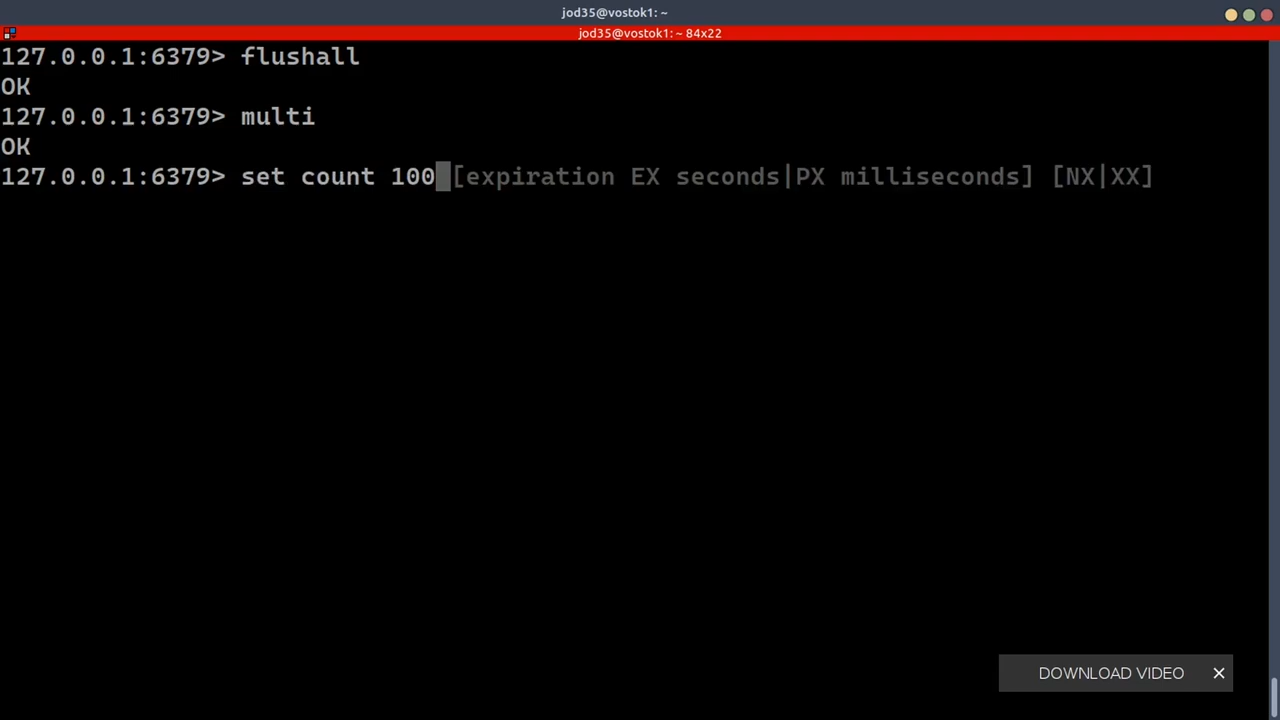 jod35@vostok1: ~
jod35@vostok1: ~ 84x22
127.0.0.1:6379> flushall
OK
127.0.0.1:6379> multi
OK
127.0.0.1:6379> set count 100 [expiration EX seconds|PX milliseconds] [NX|XX]
DOWNLOAD VIDEO ×